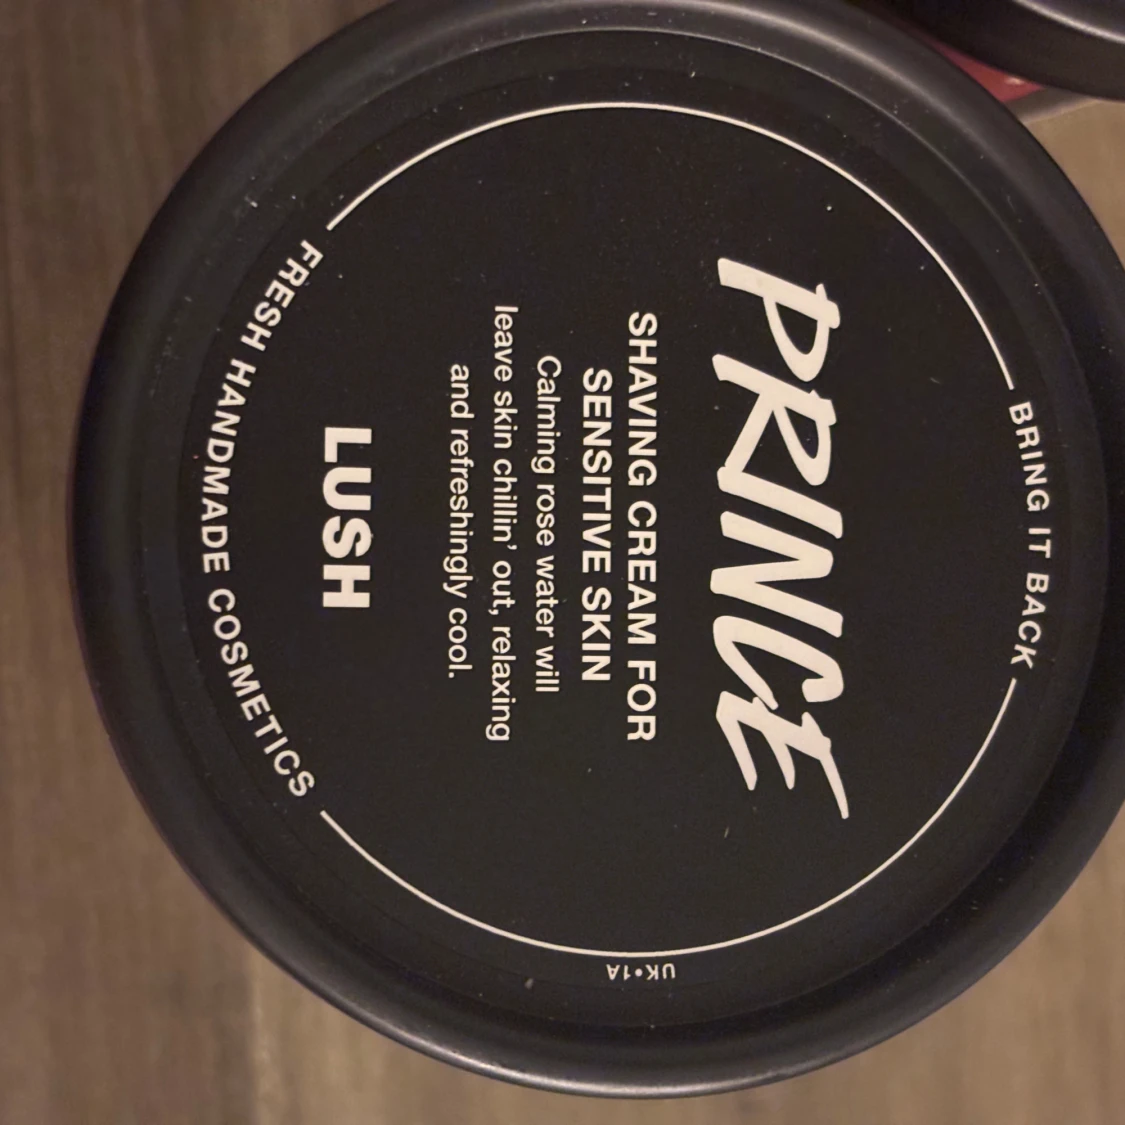 BRING IT BACK
PRINCE
SHAVING CREAM FOR
SENSITIVE SKIN
Calming rose water will
leave skin chillin’ out, relaxing
and refreshingly cool.
LUSH
FRESH HANDMADE COSMETICS
UK•1A